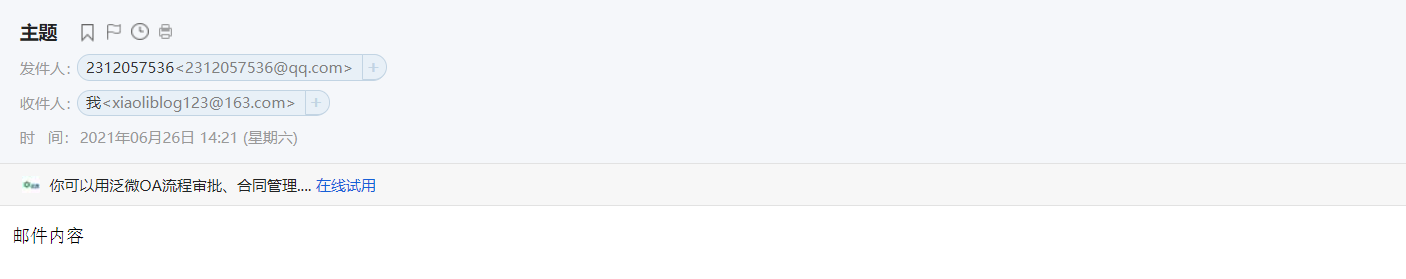 主题
发件人： 2312057536<2312057536@qq.com> +
收件人： 我<xiaoliblog123@163.com> +
时 间： 2021年06月26日 14:21 (星期六)
你可以用泛微OA流程审批、合同管理.... 在线试用
邮件内容